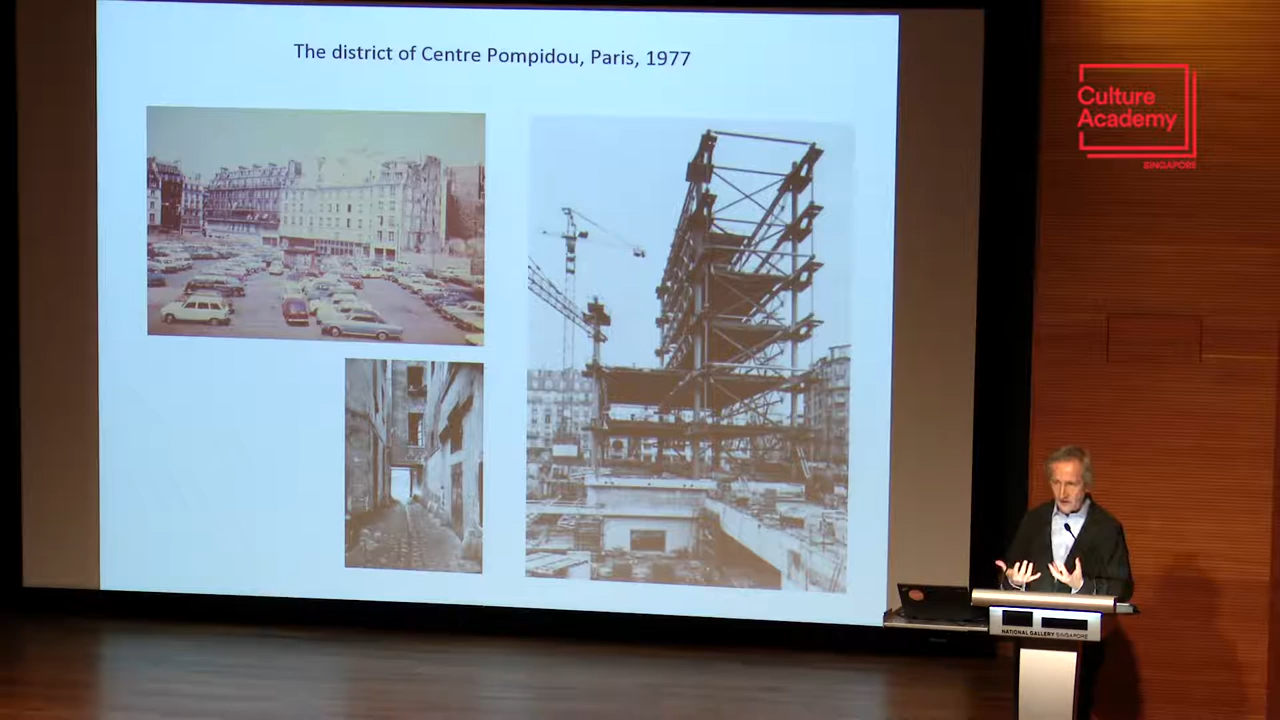 The district of Centre Pompidou, Paris, 1977
Culture
Academy
SINGAPORE
NATIONAL GALLERY SINGAPORE